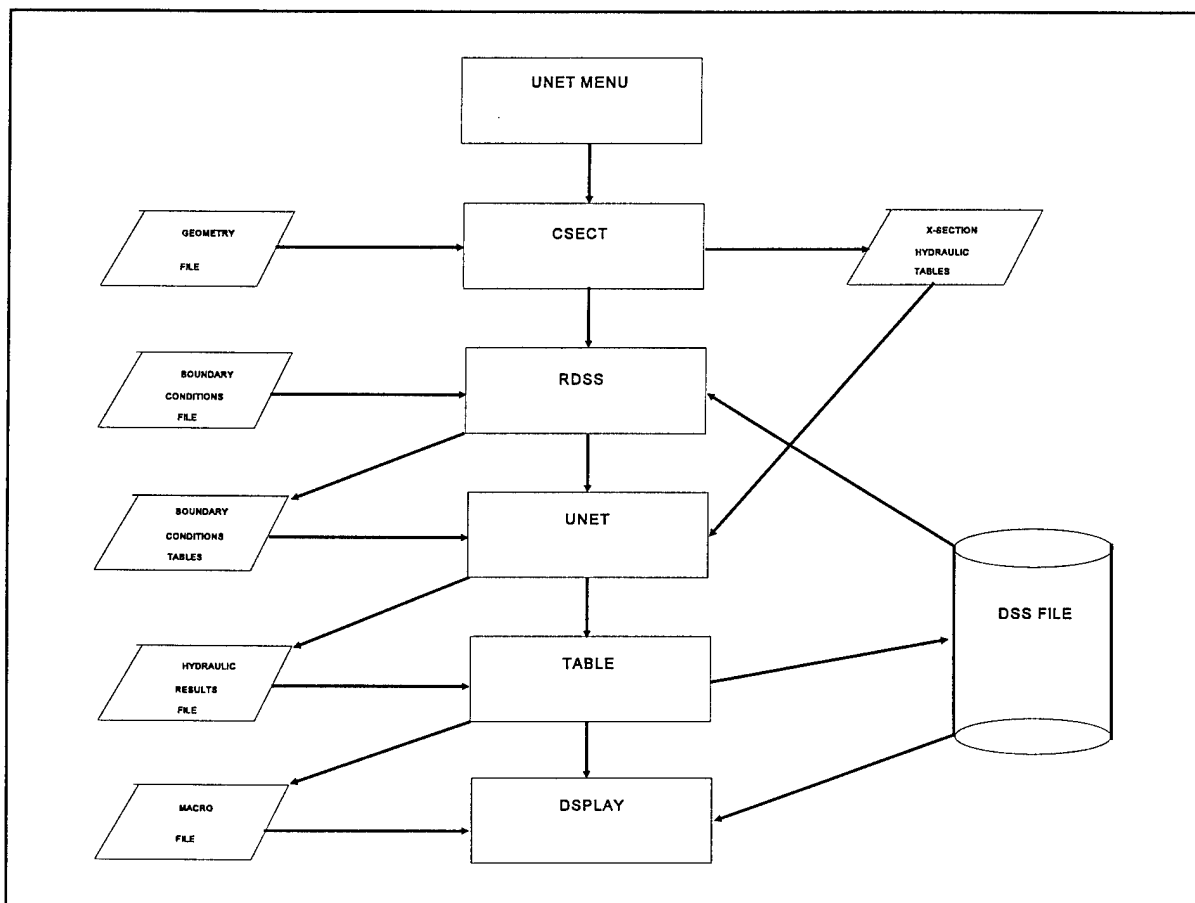 UNET MENU
GEOMETRY
FILE
CSECT
X-SECTION
HYDRAULIC
TABLES
BOUNDARY
CONDITIONS
FILE
RDSS
BOUNDARY
CONDITIONS
TABLES
UNET
DSS FILE
HYDRAULIC
RESULTS
FILE
TABLE
MACRO
FILE
DSPLAY